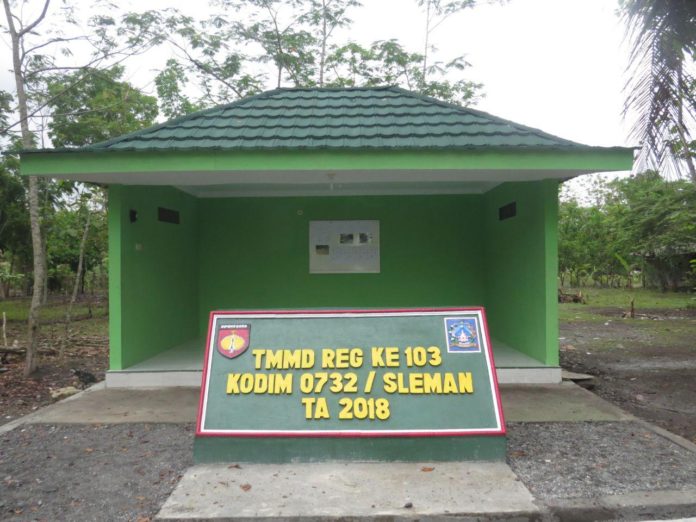 TMMD REG KE 103
KODIM 0732 / SLEMAN
TA 2018